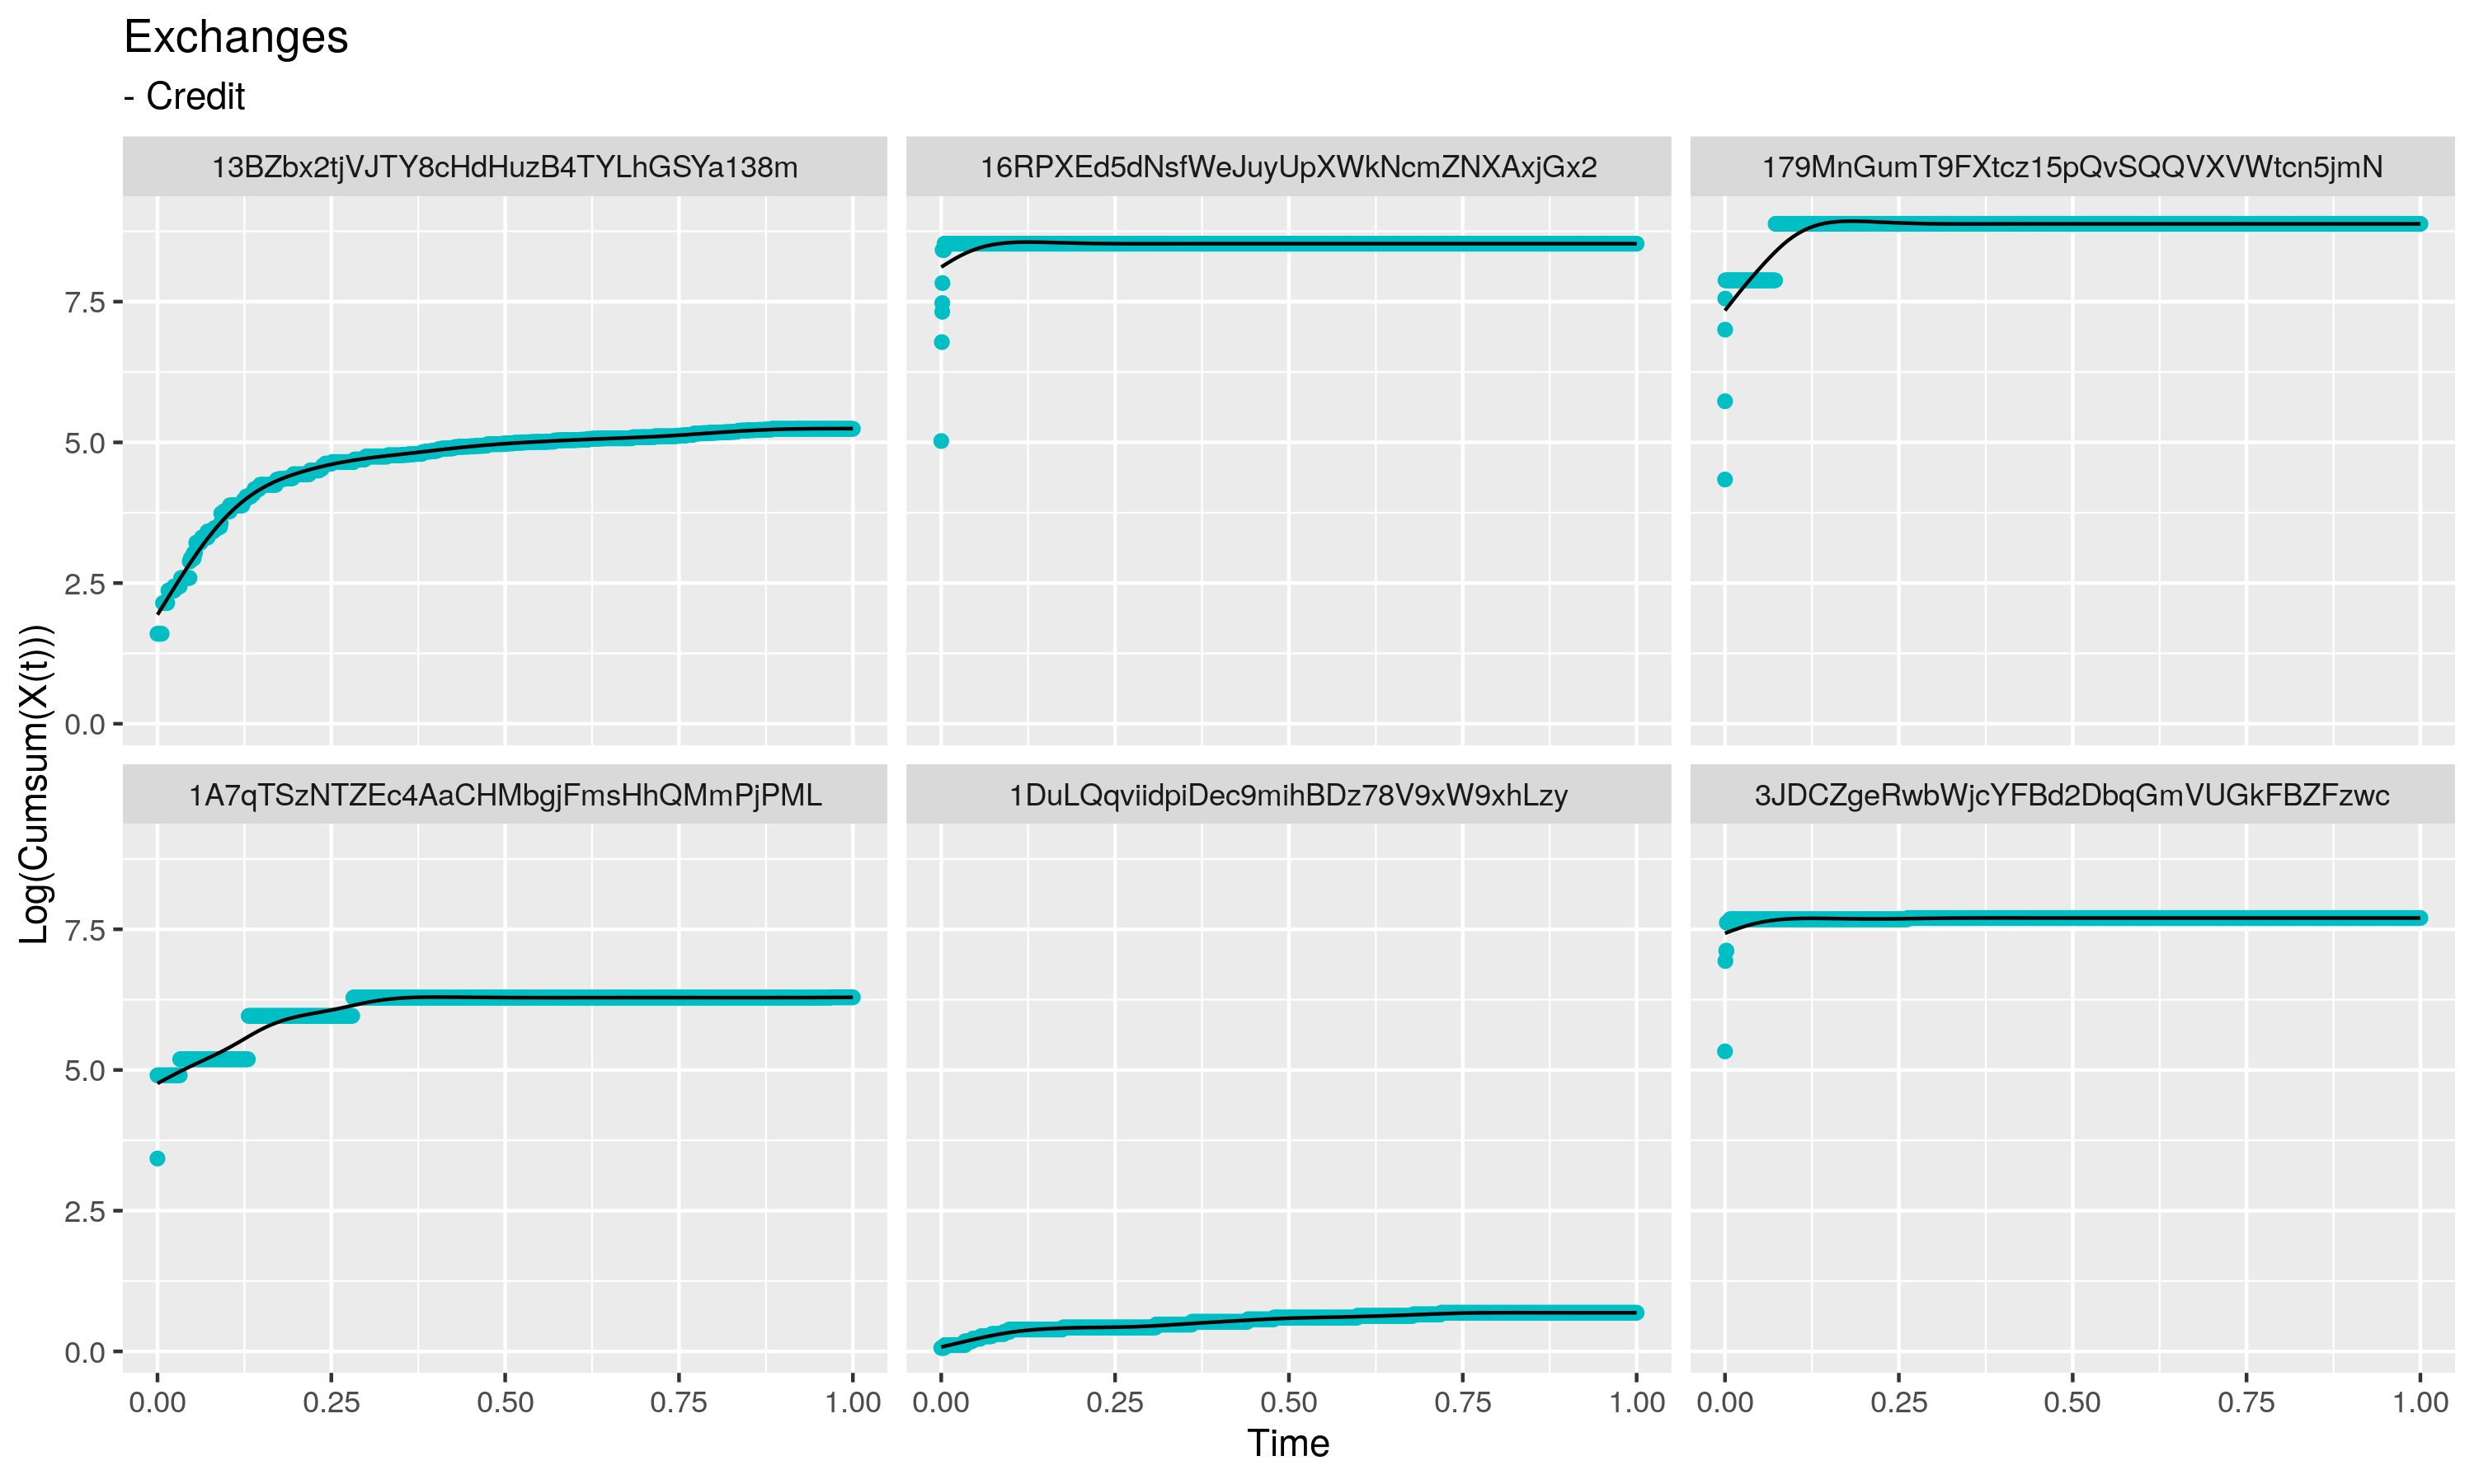 Exchanges
- Credit
13BZbx2tjVJTY8cHdHuzB4TYLhGSYa138m
16RPXEd5dNsfWeJuyUpXWkNcmZNXAxjGx2
179MnGumT9FXtcz15pQvSQQVXVWtcn5jmN
7.5
5.0
2.5
0.0
Log(Cumsum(X(t)))
1A7qTSzNTZEc4AaCHMbgjFmsHhQMmPjPML
1DuLQqviidpiDec9mihBDz78V9xW9xhLzy
3JDCZgeRwbWjcYFBd2DbqGmVUGkFBZFzwc
7.5
5.0
2.5
0.0
0.00 0.25 0.50 0.75 1.00
0.00 0.25 0.50 0.75 1.00
0.00 0.25 0.50 0.75 1.00
Time